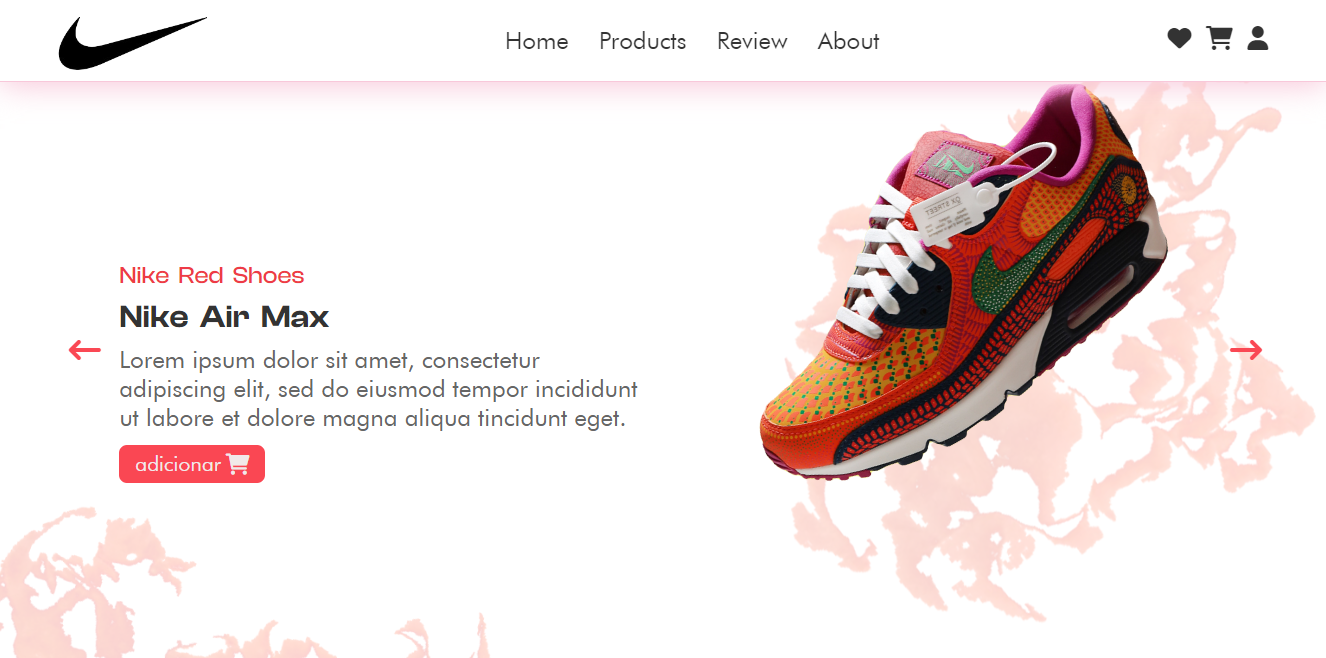 Home Products Review About
Nike Red Shoes
Nike Air Max
Lorem ipsum dolor sit amet, consectetur
adipiscing elit, sed do eiusmod tempor incididunt
ut labore et dolore magna aliqua tincidunt eget.
adicionar